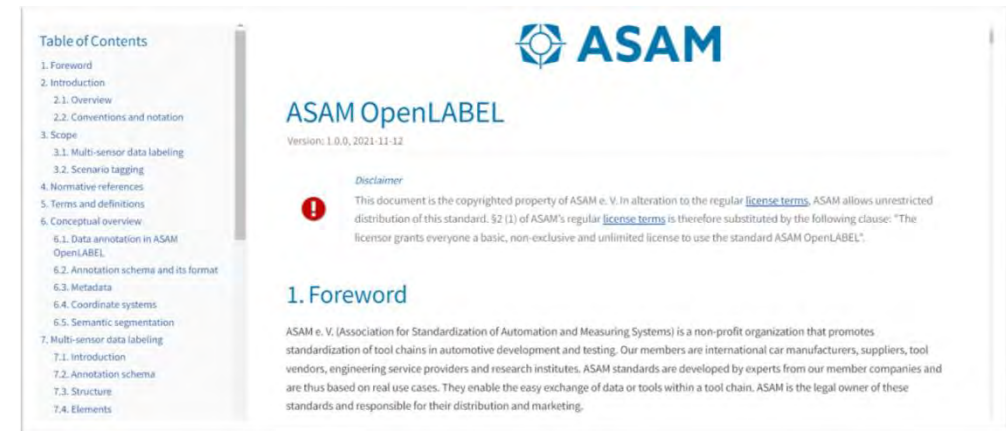 Table of Contents
1. Foreword
2. Introduction
2.1. Overview
2.2. Conventions and notation
3. Scope
3.1. Multi-sensor data labeling
3.2. Scenario tagging
4. Normative references
5. Terms and definitions
6. Conceptual overview
6.1. Data annotation in ASAM
OpenLABEL
6.2. Annotation schema and its format
6.3. Metadata
6.4. Coordinate systems
6.5. Semantic segmentation
7. Multi-sensor data labeling
7.1. Introduction
7.2. Annotation schema
7.3. Structure
7.4. Elements
ASAM
ASAM OpenLABEL
Version: 1.0.0, 2021-11-12
Disclaimer
This document is the copyrighted property of ASAM e. V. In alteration to the regular license terms, ASAM allows unrestricted
distribution of this standard. §2 (1) of ASAM's regular license terms is therefore substituted by the following clause: "The
licensor grants everyone a basic, non-exclusive and unlimited license to use the standard ASAM OpenLABEL".
1. Foreword
ASAM e. V. (Association for Standardization of Automation and Measuring Systems) is a non-profit organization that promotes
standardization of tool chains in automotive development and testing. Our members are international car manufacturers, suppliers, tool
vendors, engineering service providers and research institutes. ASAM standards are developed by experts from our member companies and
are thus based on real use cases. They enable the easy exchange of data or tools within a tool chain. ASAM is the legal owner of these
standards and responsible for their distribution and marketing.